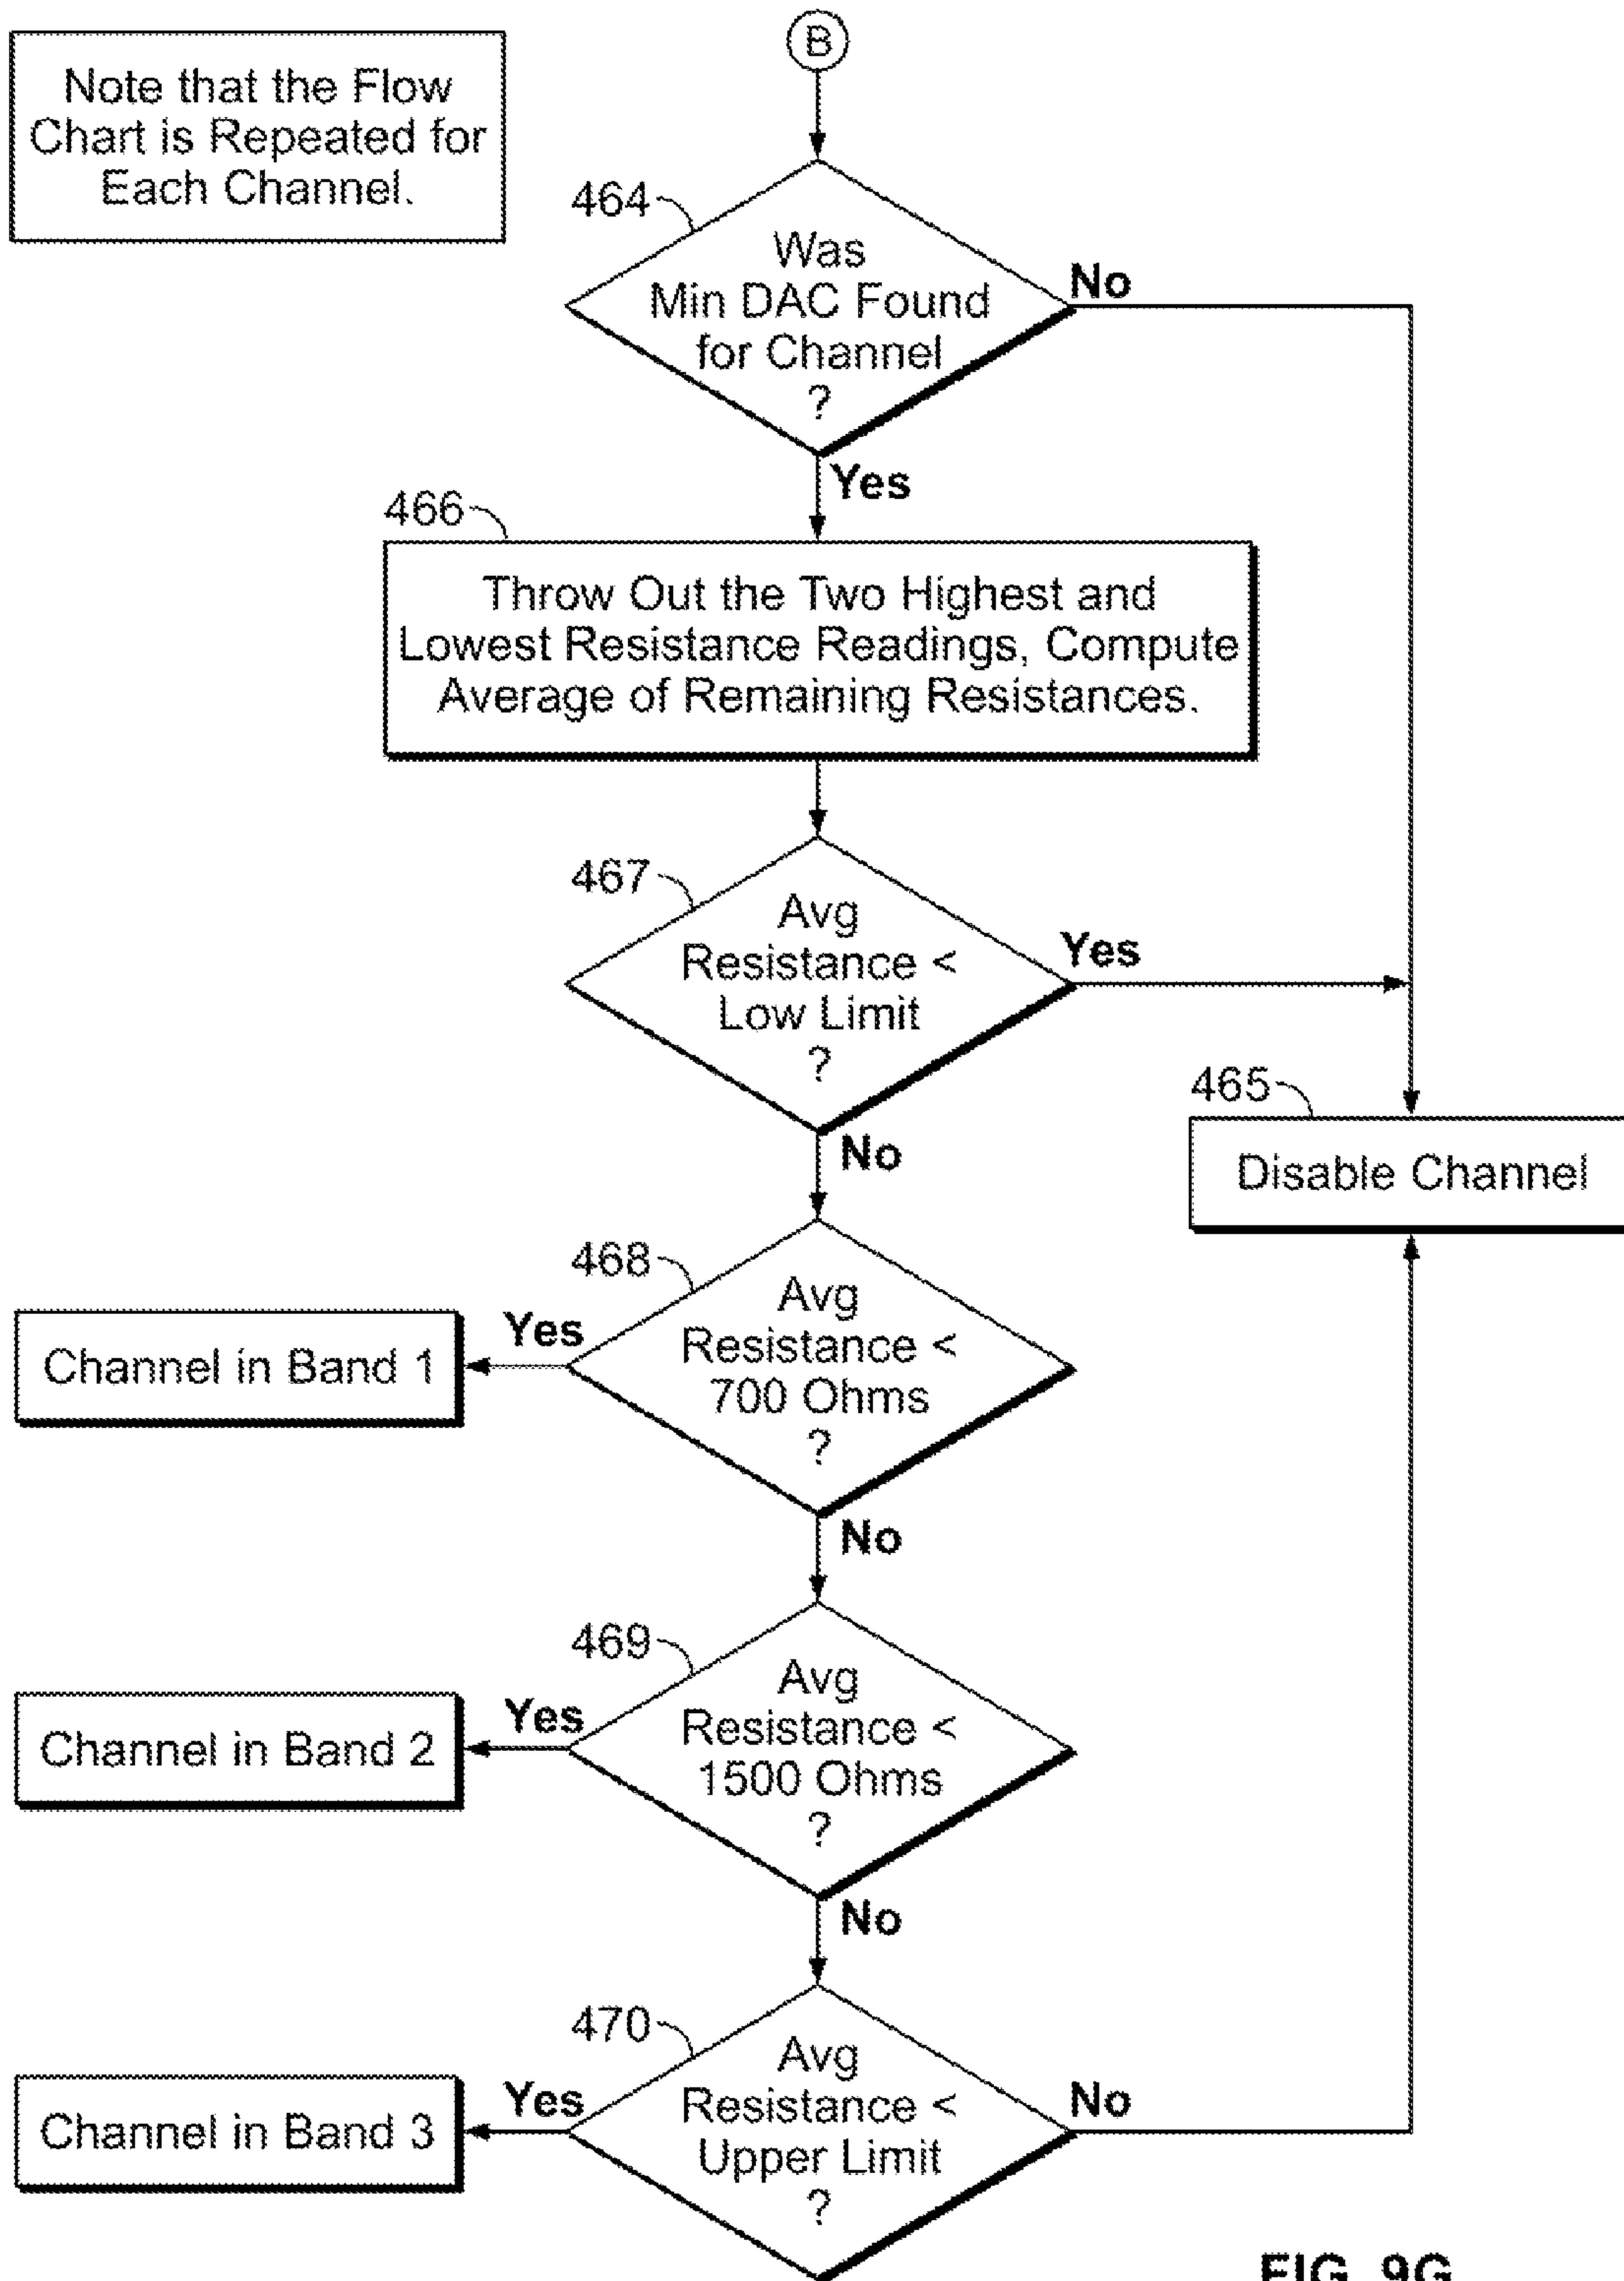 B
Note that the Flow
Chart is Repeated for
Each Channel.
464
Was
Min DAC Found
for Channel
?
No
Yes
466
Throw Out the Two Highest and
Lowest Resistance Readings, Compute
Average of Remaining Resistances.
467
Avg
Resistance <
Low Limit
?
Yes
No
465
Disable Channel
468
Avg
Resistance <
700 Ohms
?
Yes
Channel in Band 1
No
469
Avg
Resistance <
1500 Ohms
?
Yes
Channel in Band 2
No
470
Avg
Resistance <
Upper Limit
?
Yes
No
Channel in Band 3
FIG. 9G